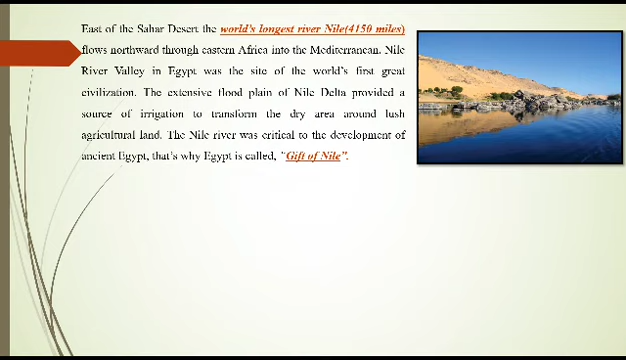 East of the Sahar Desert the world's longest river Nile(4150 miles)
flows northward through eastern Africa into the Mediterranean. Nile
River Valley in Egypt was the site of the world's first great
civilization. The extensive flood plain of Nile Delta provided a
source of irrigation to transform the dry area around lush
agricultural land. The Nile river was critical to the development of
ancient Egypt, that's why Egypt is called, "Gift of Nile".